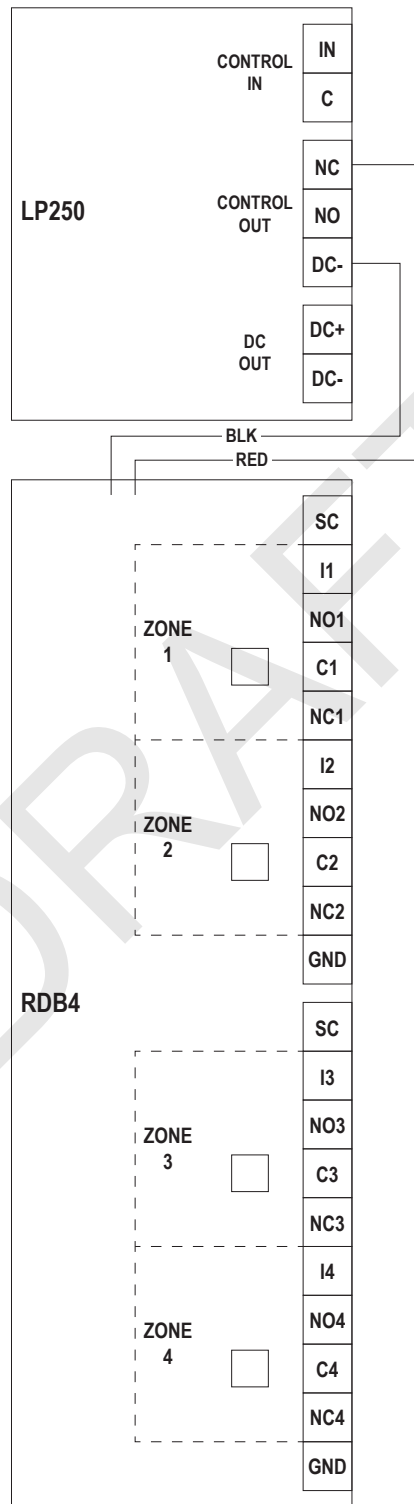 LP250
CONTROL
IN
IN
C
CONTROL
OUT
NC
NO
DC-
DC
OUT
DC+
DC-
BLK
RED
RDB4
SC
ZONE
1
I1
NO1
C1
NC1
ZONE
2
I2
NO2
C2
NC2
GND
SC
ZONE
3
I3
NO3
C3
NC3
ZONE
4
I4
NO4
C4
NC4
GND
DRAFT